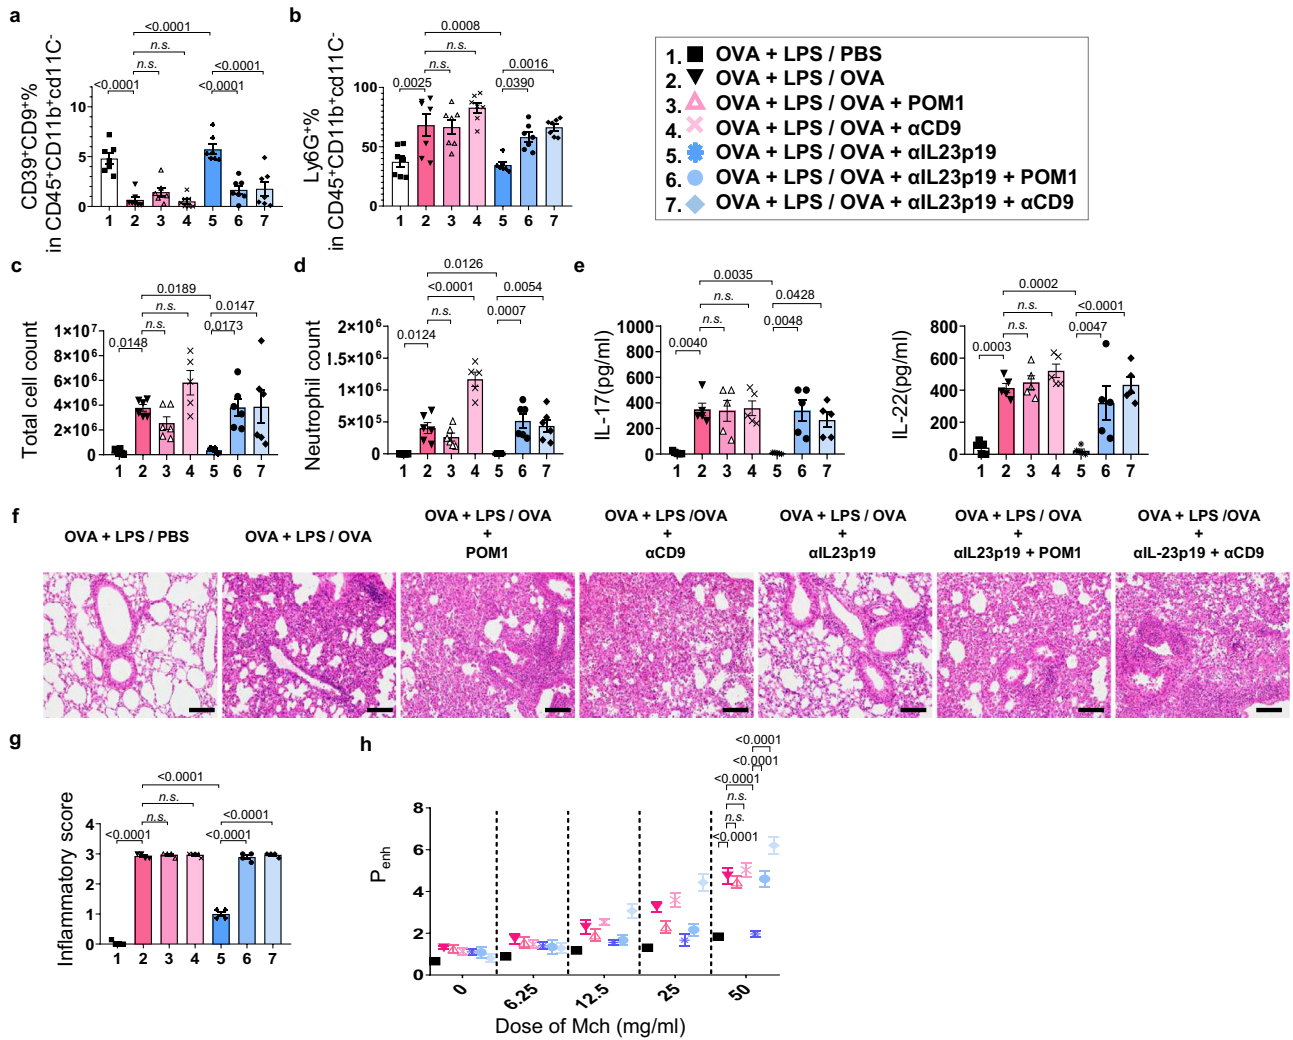 a
<0.0001
n.s.
n.s.
<0.0001
<0.0001
<0.0001
CD39⁺CD9⁺%
in CD45⁺CD11b⁺cd11C⁻
10
5
0
1 2 3 4 5 6 7
b
0.0008
n.s.
n.s.
0.0016
0.0025
0.0390
Ly6G⁺%
in CD45⁺CD11b⁺cd11C⁻
100
50
0
1 2 3 4 5 6 7
1. OVA + LPS / PBS
2. OVA + LPS / OVA
3. OVA + LPS / OVA + POM1
4. OVA + LPS / OVA + αCD9
5. OVA + LPS / OVA + αIL23p19
6. OVA + LPS / OVA + αIL23p19 + POM1
7. OVA + LPS / OVA + αIL23p19 + αCD9
c
0.0189
n.s.
0.0147
n.s.
0.0173
0.0148
Total cell count
1×10⁷
8×10⁶
6×10⁶
4×10⁶
2×10⁶
0
1 2 3 4 5 6 7
d
0.0126
<0.0001
0.0054
n.s.
0.0007
0.0124
Neutrophil count
2×10⁶
1.5×10⁶
1×10⁶
5×10⁵
0
1 2 3 4 5 6 7
e
0.0035
n.s.
0.0428
n.s.
0.0048
0.0040
IL-17(pg/ml)
1000
800
600
400
200
0
1 2 3 4 5 6 7
0.0002
n.s.
<0.0001
n.s.
0.0047
0.0003
IL-22(pg/ml)
800
600
400
200
0
1 2 3 4 5 6 7
f
OVA + LPS / PBS
OVA + LPS / OVA
OVA + LPS / OVA
+
POM1
OVA + LPS /OVA
+
αCD9
OVA + LPS / OVA
+
αIL23p19
OVA + LPS / OVA
+
αIL23p19 + POM1
OVA + LPS /OVA
+
αIL-23p19 + αCD9
g
<0.0001
n.s.
<0.0001
n.s.
<0.0001
<0.0001
Inflammatory score
4
3
2
1
0
1 2 3 4 5 6 7
h
<0.0001
<0.0001
<0.0001
n.s.
n.s.
<0.0001
Pₑₙₕ
8
6
4
2
0
0 6.25 12.5 25 50
Dose of Mch (mg/ml)